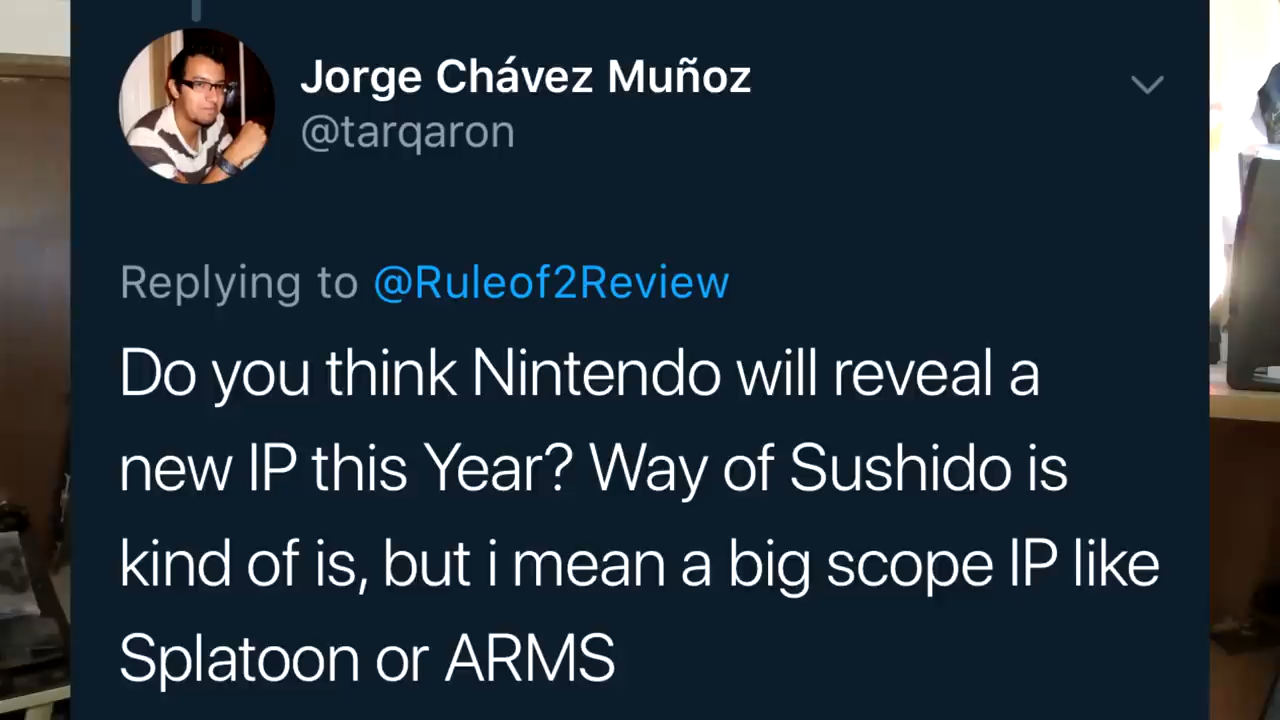 Jorge Chávez Muñoz
@tarqaron
Replying to @Ruleof2Review
Do you think Nintendo will reveal a
new IP this Year? Way of Sushido is
kind of is, but i mean a big scope IP like
Splatoon or ARMS